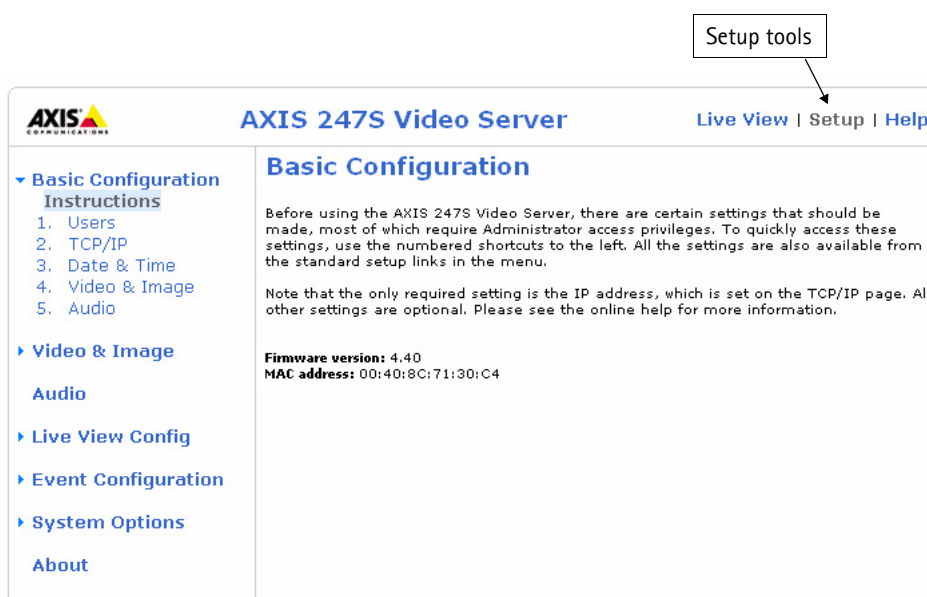 Setup tools
AXIS
COMMUNICATIONS
AXIS 247S Video Server
Live View | Setup | Help
Basic Configuration
Instructions
1. Users
2. TCP/IP
3. Date & Time
4. Video & Image
5. Audio
Video & Image
Audio
Live View Config
Event Configuration
System Options
About
Basic Configuration
Before using the AXIS 247S Video Server, there are certain settings that should be
made, most of which require Administrator access privileges. To quickly access these
settings, use the numbered shortcuts to the left. All the settings are also available from
the standard setup links in the menu.
Note that the only required setting is the IP address, which is set on the TCP/IP page. Al
other settings are optional. Please see the online help for more information.
Firmware version: 4.40
MAC address: 00:40:8C:71:30:C4